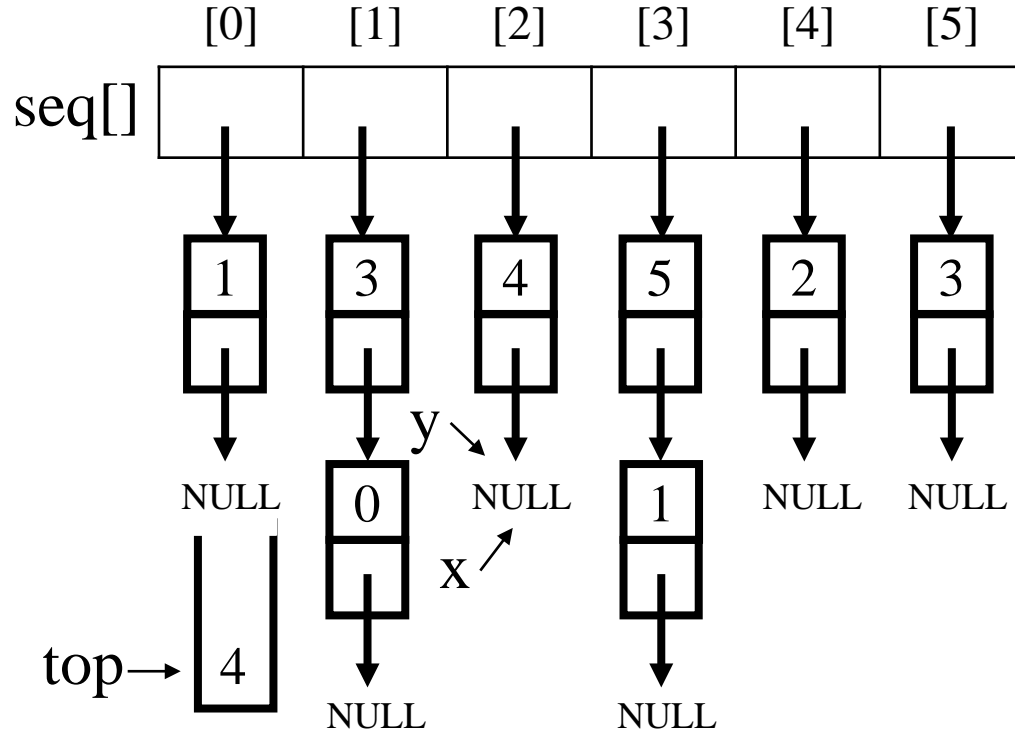 [0] [1] [2] [3] [4] [5]
seq[]
1 3 4 5 2 3
y
NULL 0 NULL 1 NULL NULL
x
top 4
NULL NULL